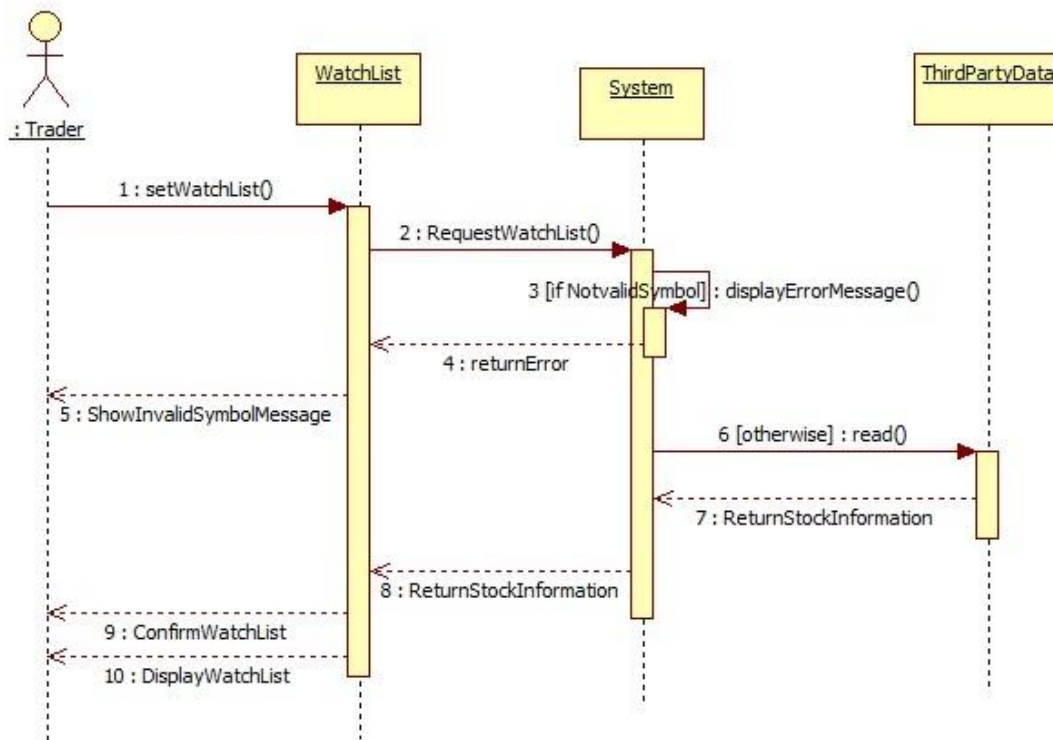 WatchList
System
ThirdPartyData
: Trader
1 : setWatchList()
2 : RequestWatchList()
3 [if NotvalidSymbol] : displayErrorMessage()
4 : returnError
5 : ShowInvalidSymbolMessage
6 [otherwise] : read()
7 : ReturnStockInformation
8 : ReturnStockInformation
9 : ConfirmWatchList
10 : DisplayWatchList